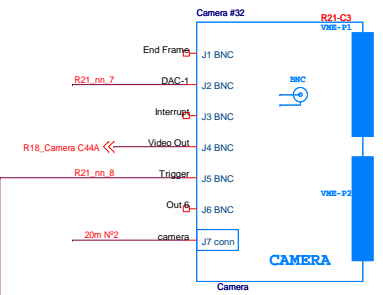 Camera #32
R21-C3
VME-P1
End Frame
J1 BNC
BNC
R21_nn_7
DAC-1
J2 BNC
Interrupt
J3 BNC
R18_Camera C44A
Video Out
J4 BNC
R21_nn_8
Trigger
J5 BNC
VME-P2
Out 6
J6 BNC
20m Nº2
camera
J7 conn
CAMERA
Camera